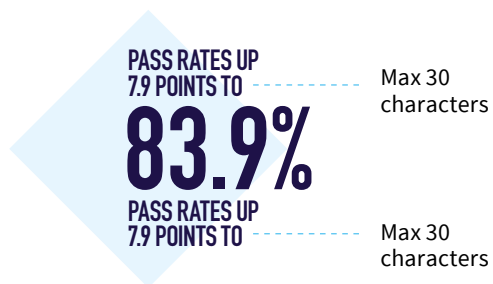 PASS RATES UP
7.9 POINTS TO
Max 30
characters
83.9%
PASS RATES UP
7.9 POINTS TO
Max 30
characters